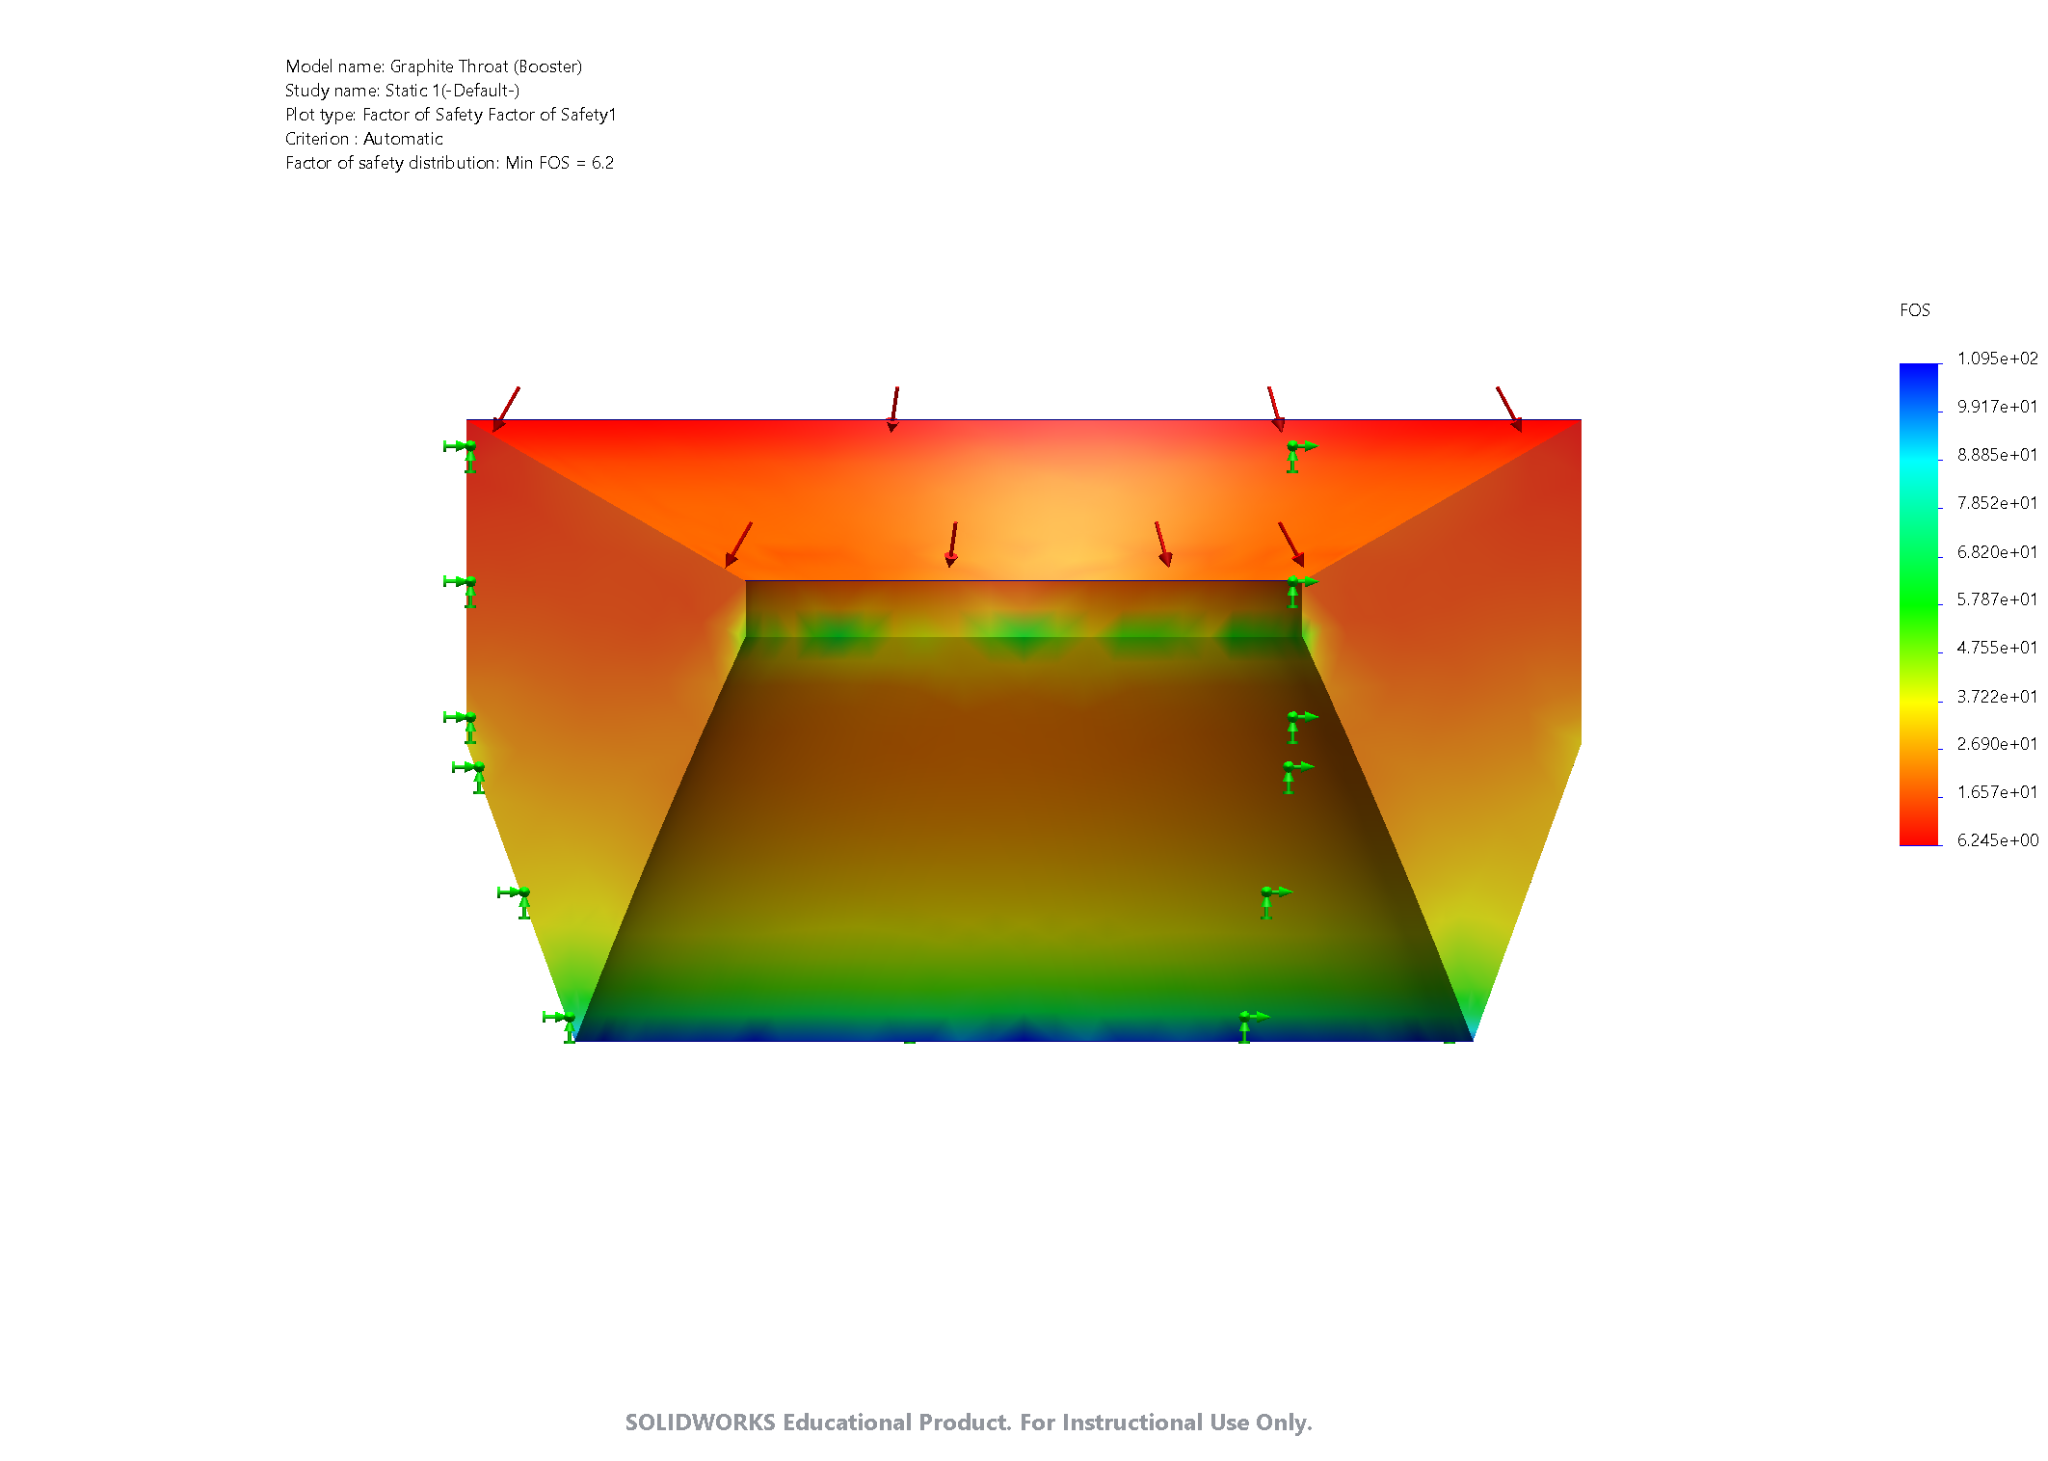 Model name: Graphite Throat (Booster)
Study name: Static 1(-Default-)
Plot type: Factor of Safety Factor of Safety1
Criterion : Automatic
Factor of safety distribution: Min FOS = 6.2
FOS
1.095e+02
9.917e+01
8.885e+01
7.852e+01
6.820e+01
5.787e+01
4.755e+01
3.722e+01
2.690e+01
1.657e+01
6.245e+00
SOLIDWORKS Educational Product. For Instructional Use Only.